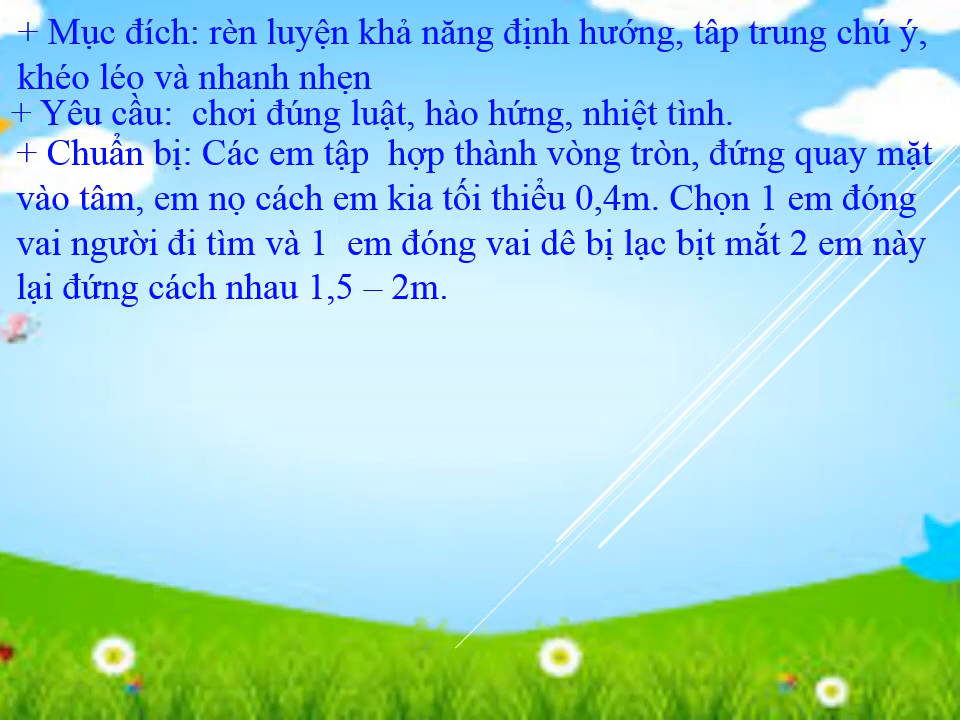 + Mục đích: rèn luyện khả năng định hướng, tâp trung chú ý,
khéo léo và nhanh nhẹn
+ Yêu cầu:  chơi đúng luật, hào hứng, nhiệt tình.
+ Chuẩn bị: Các em tập  hợp thành vòng tròn, đứng quay mặt
vào tâm, em nọ cách em kia tối thiểu 0,4m. Chọn 1 em đóng
vai người đi tìm và 1  em đóng vai dê bị lạc bịt mắt 2 em này
lại đứng cách nhau 1,5 – 2m.